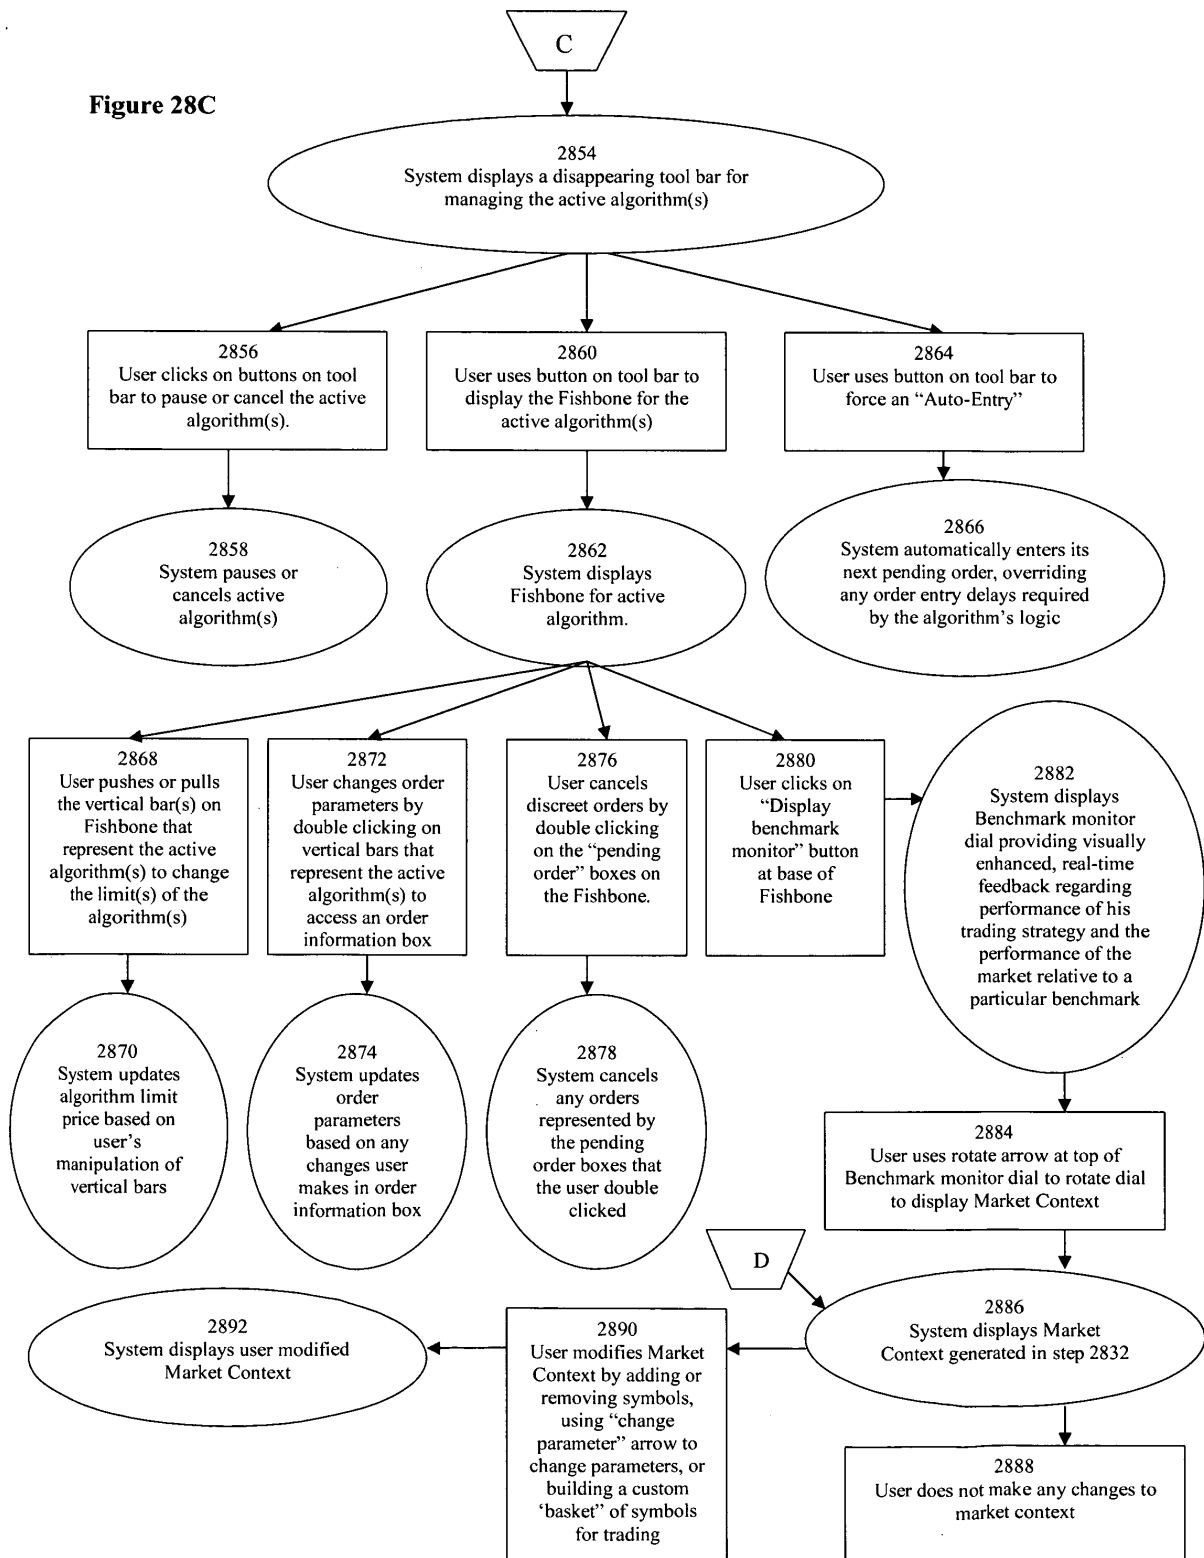 C
Figure 28C
2854
System displays a disappearing tool bar for
managing the active algorithm(s)
2856
User clicks on buttons on tool
bar to pause or cancel the active
algorithm(s).
2860
User uses button on tool bar to
display the Fishbone for the
active algorithm(s)
2864
User uses button on tool bar to
force an “Auto-Entry”
2858
System pauses or
cancels active
algorithm(s)
2862
System displays
Fishbone for active
algorithm.
2866
System automatically enters its
next pending order, overriding
any order entry delays required
by the algorithm’s logic
2868
User pushes or pulls
the vertical bar(s) on
Fishbone that
represent the active
algorithm(s) to change
the limit(s) of the
algorithm(s)
2872
User changes order
parameters by
double clicking on
vertical bars that
represent the active
algorithm(s) to
access an order
information box
2876
User cancels
discreet orders by
double clicking
on the “pending
order” boxes on
the Fishbone.
2880
User clicks on
“Display
benchmark
monitor” button
at base of
Fishbone
2882
System displays
Benchmark monitor
dial providing visually
enhanced, real-time
feedback regarding
performance of his
trading strategy and the
performance of the
market relative to a
particular benchmark
2870
System updates
algorithm limit
price based on
user’s
manipulation of
vertical bars
2874
System updates
order
parameters
based on any
changes user
makes in order
information box
2878
System cancels
any orders
represented by
the pending
order boxes that
the user double
clicked
2884
User uses rotate arrow at top of
Benchmark monitor dial to rotate dial
to display Market Context
D
2886
System displays Market
Context generated in step 2832
2892
System displays user modified
Market Context
2890
User modifies Market
Context by adding or
removing symbols,
using “change
parameter” arrow to
change parameters, or
building a custom
‘basket” of symbols
for trading
2888
User does not make any changes to
market context